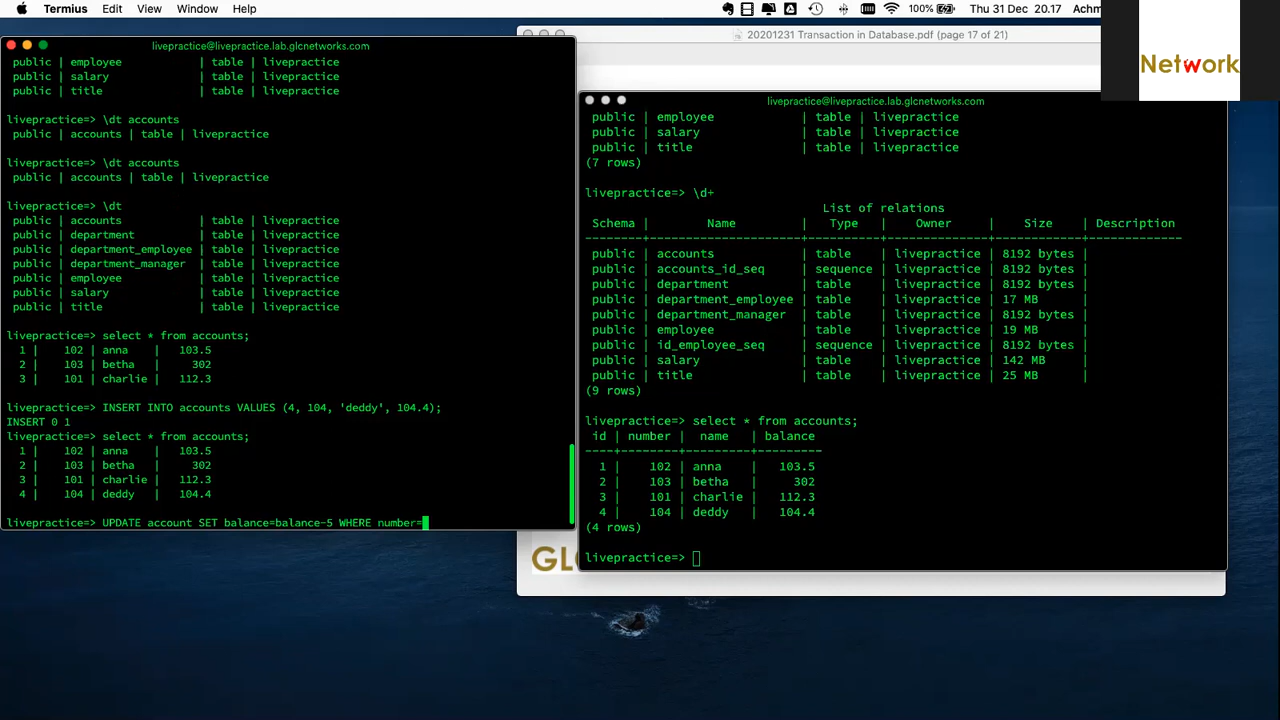 Termius Edit View Window Help 100% Thu 31 Dec 20.17 Achm
20201231 Transaction in Database.pdf (page 17 of 21)
Network
livepractice@livepractice.lab.glcnetworks.com
public | employee | table | livepractice
public | salary | table | livepractice
public | title | table | livepractice
livepractice=> \dt accounts
public | accounts | table | livepractice
livepractice=> \dt accounts
public | accounts | table | livepractice
livepractice=> \dt
public | accounts | table | livepractice
public | department | table | livepractice
public | department_employee | table | livepractice
public | department_manager | table | livepractice
public | employee | table | livepractice
public | salary | table | livepractice
public | title | table | livepractice
livepractice=> select * from accounts;
1 | 102 | anna | 103.5
2 | 103 | betha | 302
3 | 101 | charlie | 112.3
livepractice=> INSERT INTO accounts VALUES (4, 104, 'deddy', 104.4);
INSERT 0 1
livepractice=> select * from accounts;
1 | 102 | anna | 103.5
2 | 103 | betha | 302
3 | 101 | charlie | 112.3
4 | 104 | deddy | 104.4
livepractice=> UPDATE account SET balance=balance-5 WHERE number=
livepractice@livepractice.lab.glcnetworks.com
public | employee | table | livepractice
public | salary | table | livepractice
public | title | table | livepractice
(7 rows)
livepractice=> \d+
List of relations
Schema | Name | Type | Owner | Size | Description
--------+---------------------+----------+--------------+------------+-------------
public | accounts | table | livepractice | 8192 bytes |
public | accounts_id_seq | sequence | livepractice | 8192 bytes |
public | department | table | livepractice | 8192 bytes |
public | department_employee | table | livepractice | 17 MB |
public | department_manager | table | livepractice | 8192 bytes |
public | employee | table | livepractice | 19 MB |
public | id_employee_seq | sequence | livepractice | 8192 bytes |
public | salary | table | livepractice | 142 MB |
public | title | table | livepractice | 25 MB |
(9 rows)
livepractice=> select * from accounts;
id | number | name | balance
----+--------+---------+---------
1 | 102 | anna | 103.5
2 | 103 | betha | 302
3 | 101 | charlie | 112.3
4 | 104 | deddy | 104.4
(4 rows)
livepractice=>